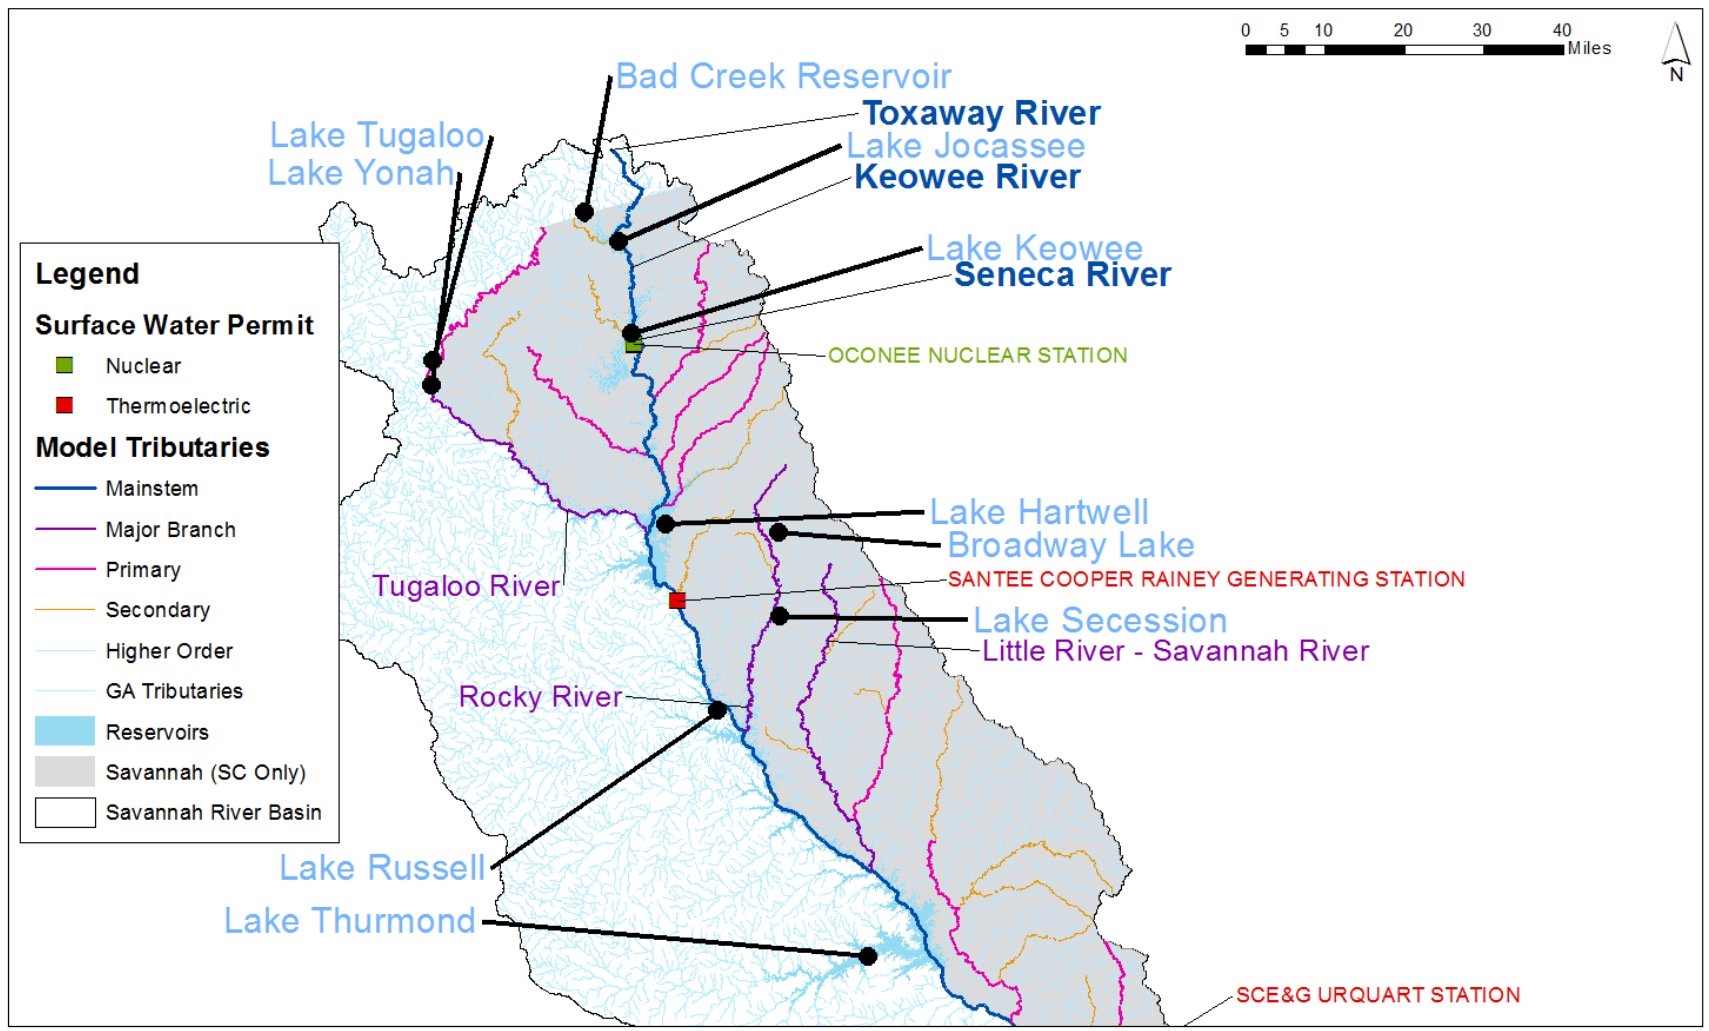 0 5 10 20 30 40
Miles
N
Bad Creek Reservoir
Toxaway River
Lake Tugaloo
Lake Jocassee
Lake Yonah
Keowee River
Lake Keowee
Seneca River
OCONEE NUCLEAR STATION
Legend
Surface Water Permit
Nuclear
Thermoelectric
Model Tributaries
Mainstem
Major Branch
Primary
Secondary
Higher Order
GA Tributaries
Reservoirs
Savannah (SC Only)
Savannah River Basin
Lake Hartwell
Broadway Lake
Tugaloo River
SANTEE COOPER RAINEY GENERATING STATION
Lake Secession
Little River - Savannah River
Rocky River
Lake Russell
Lake Thurmond
SCE&G URQUART STATION